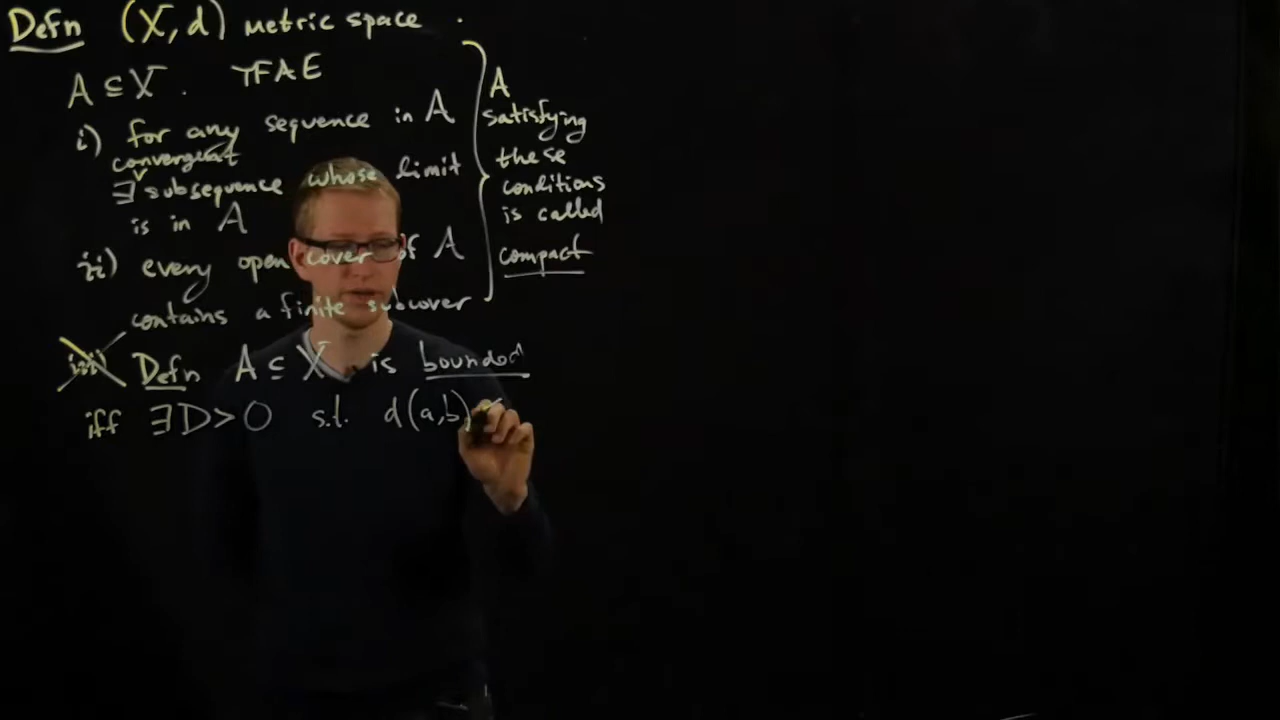 Defn (X, d) metric space .
A ⊆ X . TFAE
i) for any sequence in A
convergent
∃ ˅ subsequence whose limit
is in A
ii) every open cover of A
contains a finite subcover
A
satisfying
these
conditions
is called
compact
iii) Defn A ⊆ X is bounded
iff ∃ D > 0 s.t. d(a,b)